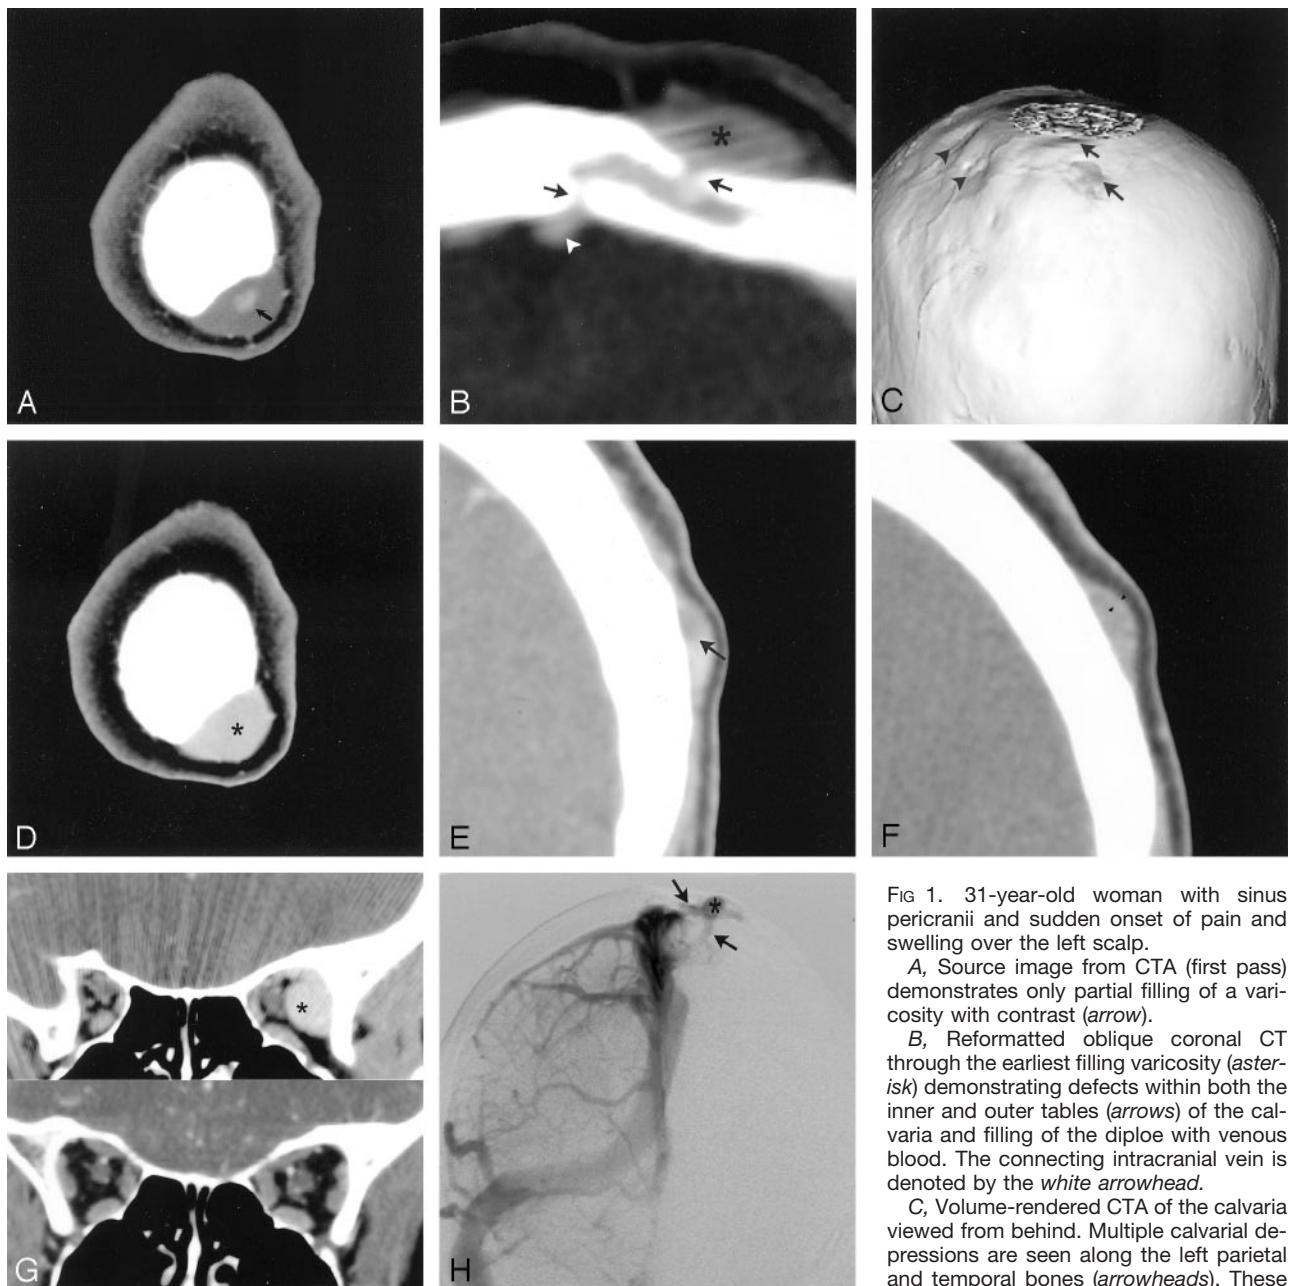 A
B
*
C
D
*
E
F
G
*
H
*
FIG 1. 31-year-old woman with sinus
pericranii and sudden onset of pain and
swelling over the left scalp.
A, Source image from CTA (first pass)
demonstrates only partial filling of a vari-
cosity with contrast (arrow).
B, Reformatted oblique coronal CT
through the earliest filling varicosity (aster-
isk) demonstrating defects within both the
inner and outer tables (arrows) of the cal-
varia and filling of the diploe with venous
blood. The connecting intracranial vein is
denoted by the white arrowhead.
C, Volume-rendered CTA of the calvaria
viewed from behind. Multiple calvarial de-
pressions are seen along the left parietal
and temporal bones (arrowheads). These